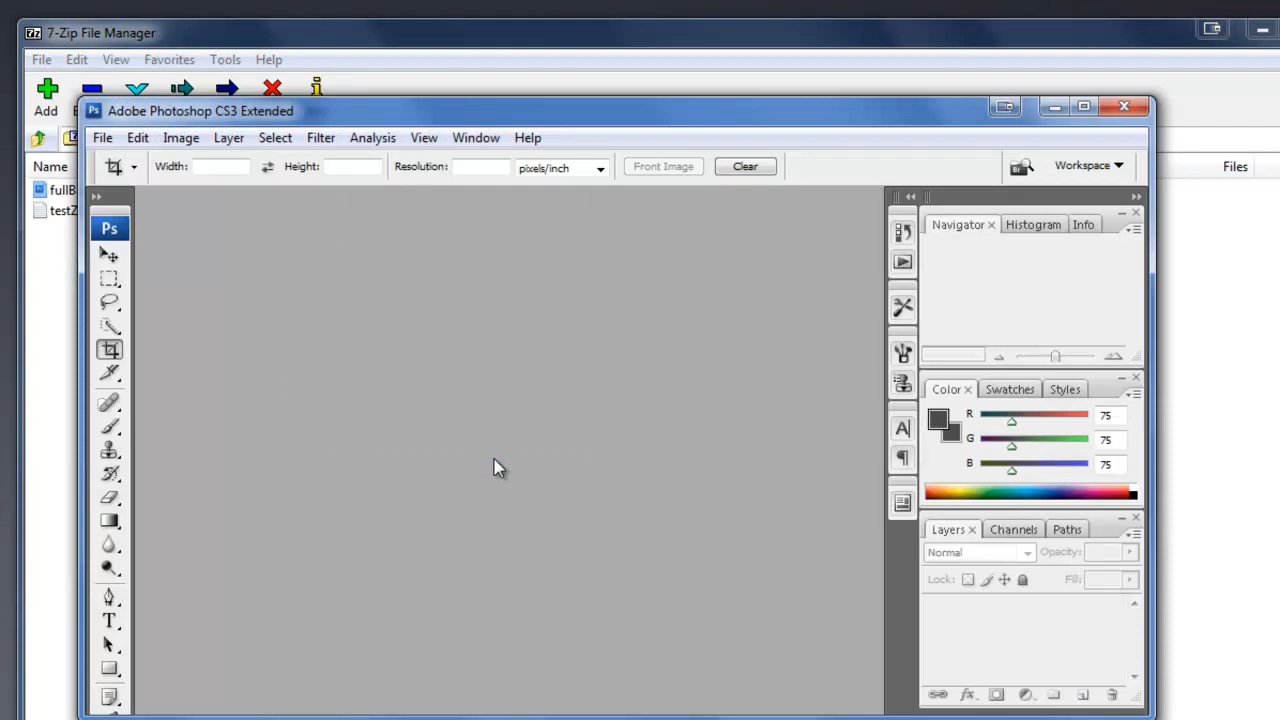 7-Zip File Manager
File Edit View Favorites Tools Help
Add
Adobe Photoshop CS3 Extended
File Edit Image Layer Select Filter Analysis View Window Help
Width: Height: Resolution: pixels/inch Front Image Clear Workspace
Name Files
fullB
testZ
Ps
Navigator Histogram Info
Color Swatches Styles
R 75
G 75
B 75
Layers Channels Paths
Normal Opacity:
Lock: Fill: